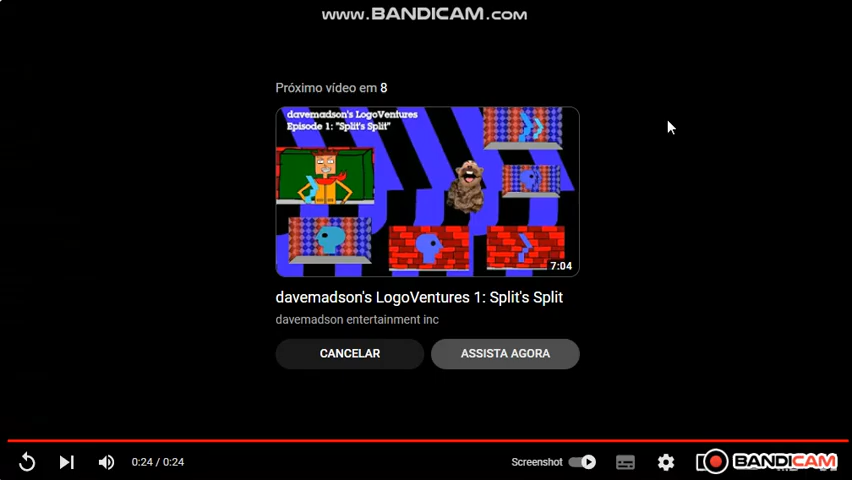 www.BANDICAM.com
Próximo vídeo em 8
davemadson's LogoVentures
Episode 1: "Split's Split"
7:04
davemadson's LogoVentures 1: Split's Split
davemadson entertainment inc
CANCELAR
ASSISTA AGORA
0:24 / 0:24
Screenshot
BANDICAM